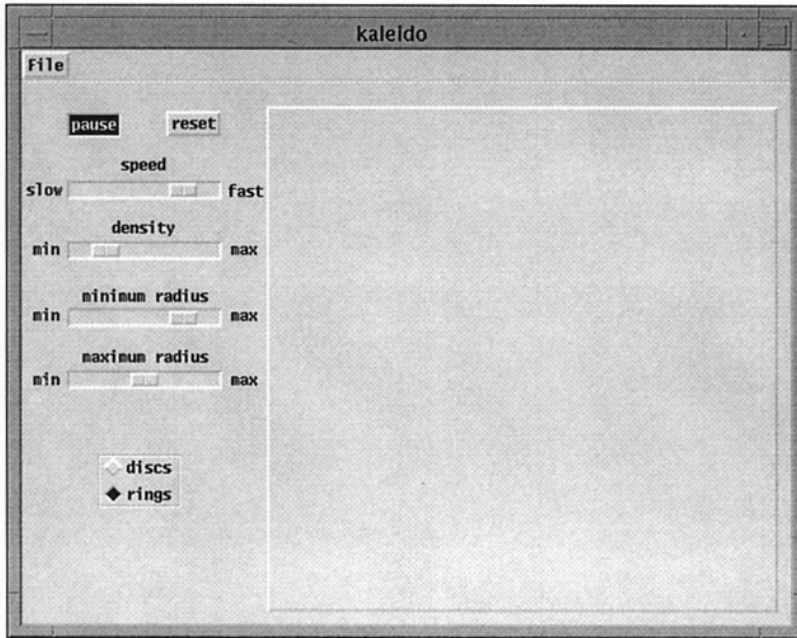 kaleido
File
pause reset
speed
slow fast
density
min max
minimum radius
min max
maximum radius
min max
discs
rings